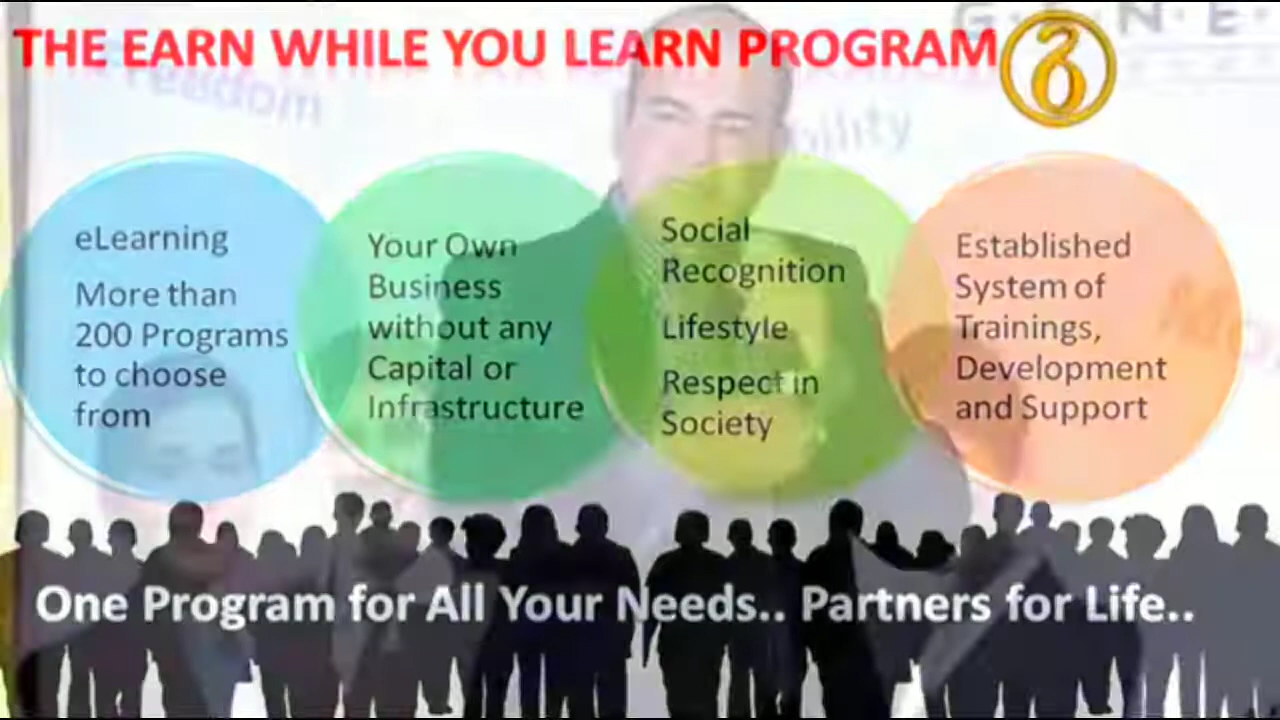 THE EARN WHILE YOU LEARN PROGRAM
G·E·N·E·
Freedom
bility
eLearning
More than
200 Programs
to choose
from
Your Own
Business
without any
Capital or
Infrastructure
Social
Recognition
Lifestyle
Respect in
Society
Established
System of
Trainings,
Development
and Support
One Program for All Your Needs.. Partners for Life..